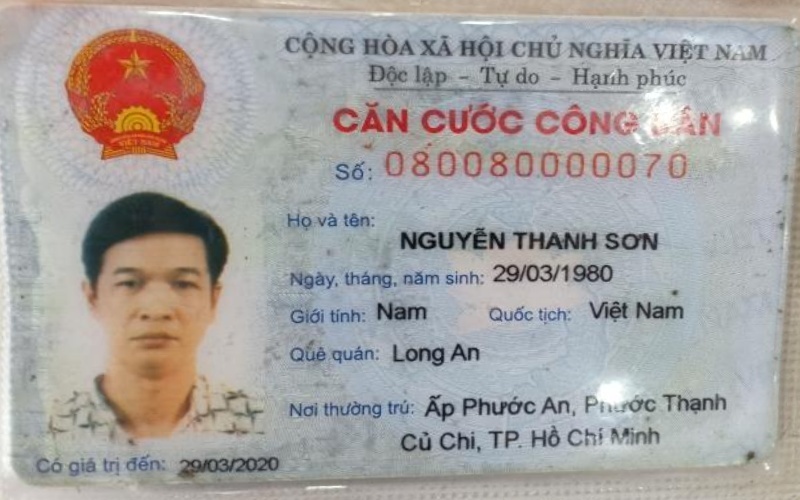 CỘNG HÒA XÃ HỘI CHỦ NGHĨA VIỆT NAM
Độc lập - Tự do - Hạnh phúc
CĂN CƯỚC CÔNG DÂN
Số: 080080000070
Họ và tên:
NGUYỄN THANH SƠN
Ngày, tháng, năm sinh: 29/03/1980
Giới tính: Nam Quốc tịch: Việt Nam
Quê quán: Long An
Nơi thường trú: Ấp Phước An, Phước Thạnh
Củ Chi, TP. Hồ Chí Minh
Có giá trị đến: 29/03/2020
VIỆT NAM